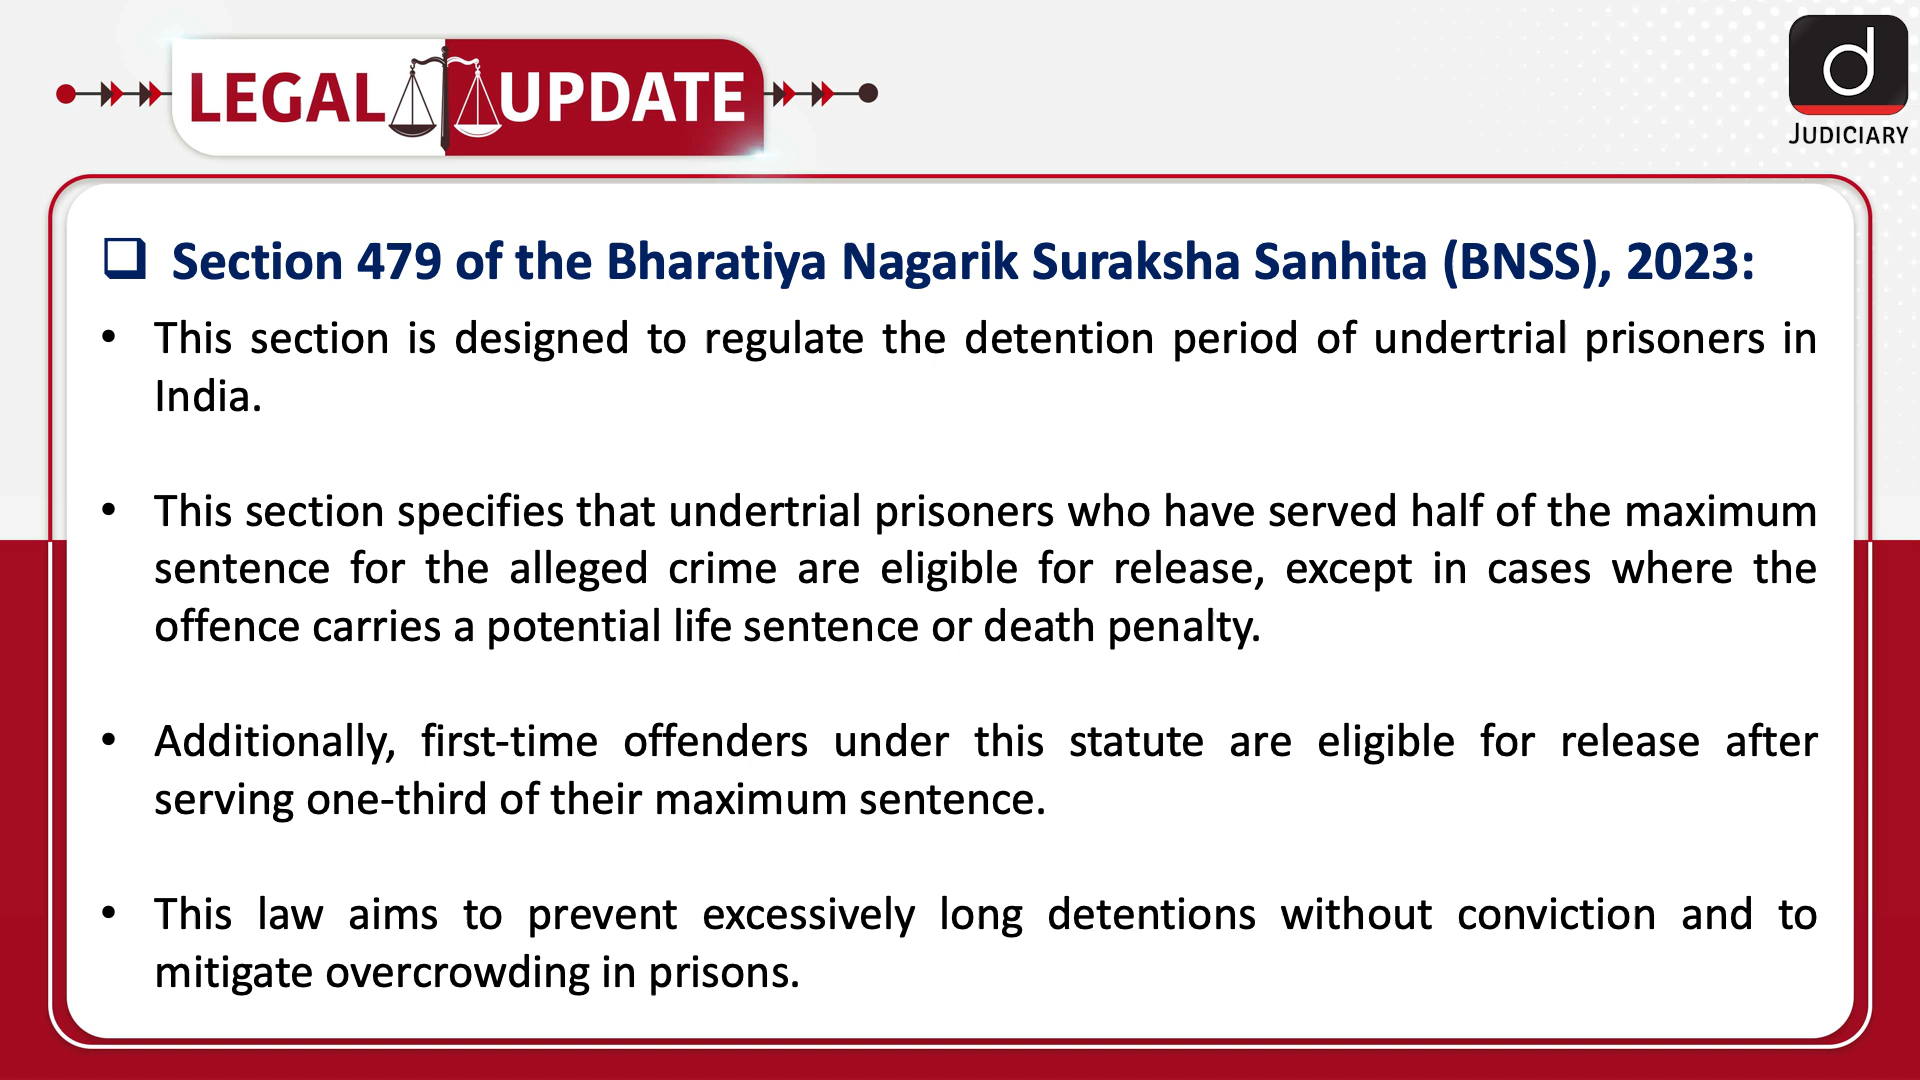 LEGAL UPDATE
d
JUDICIARY
❑ Section 479 of the Bharatiya Nagarik Suraksha Sanhita (BNSS), 2023:
• This section is designed to regulate the detention period of undertrial prisoners in
India.
• This section specifies that undertrial prisoners who have served half of the maximum
sentence for the alleged crime are eligible for release, except in cases where the
offence carries a potential life sentence or death penalty.
• Additionally, first-time offenders under this statute are eligible for release after
serving one-third of their maximum sentence.
• This law aims to prevent excessively long detentions without conviction and to
mitigate overcrowding in prisons.